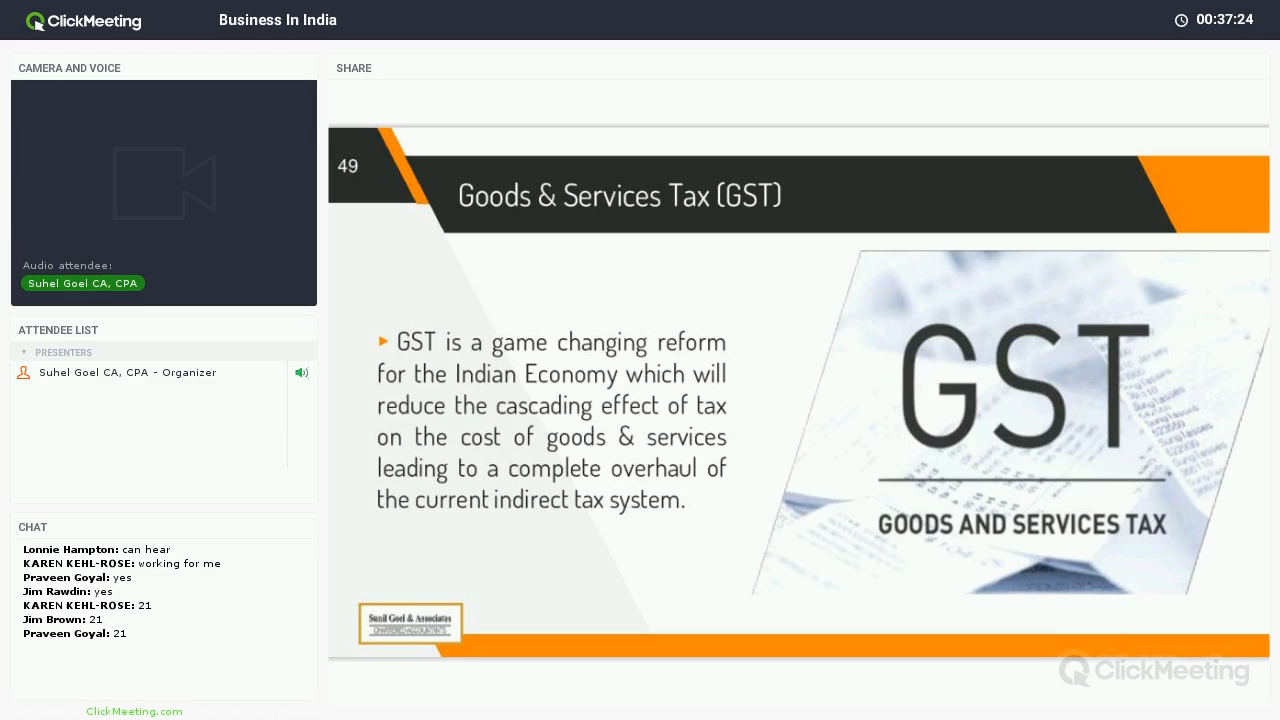 ClickMeeting
Business In India
00:37:24
CAMERA AND VOICE
Audio attendee:
Suhel Goel CA, CPA
ATTENDEE LIST
PRESENTERS
Suhel Goel CA, CPA - Organizer
CHAT
Lonnie Hampton: can hear
KAREN KEHL-ROSE: working for me
Praveen Goyal: yes
Jim Rawdin: yes
KAREN KEHL-ROSE: 21
Jim Brown: 21
Praveen Goyal: 21
ClickMeeting.com
SHARE
49
Goods & Services Tax (GST)
GST is a game changing reform
for the Indian Economy which will
reduce the cascading effect of tax
on the cost of goods & services
leading to a complete overhaul of
the current indirect tax system.
GST
GOODS AND SERVICES TAX
Sunil Goel & Associates
CHARTERED ACCOUNTANTS
ClickMeeting